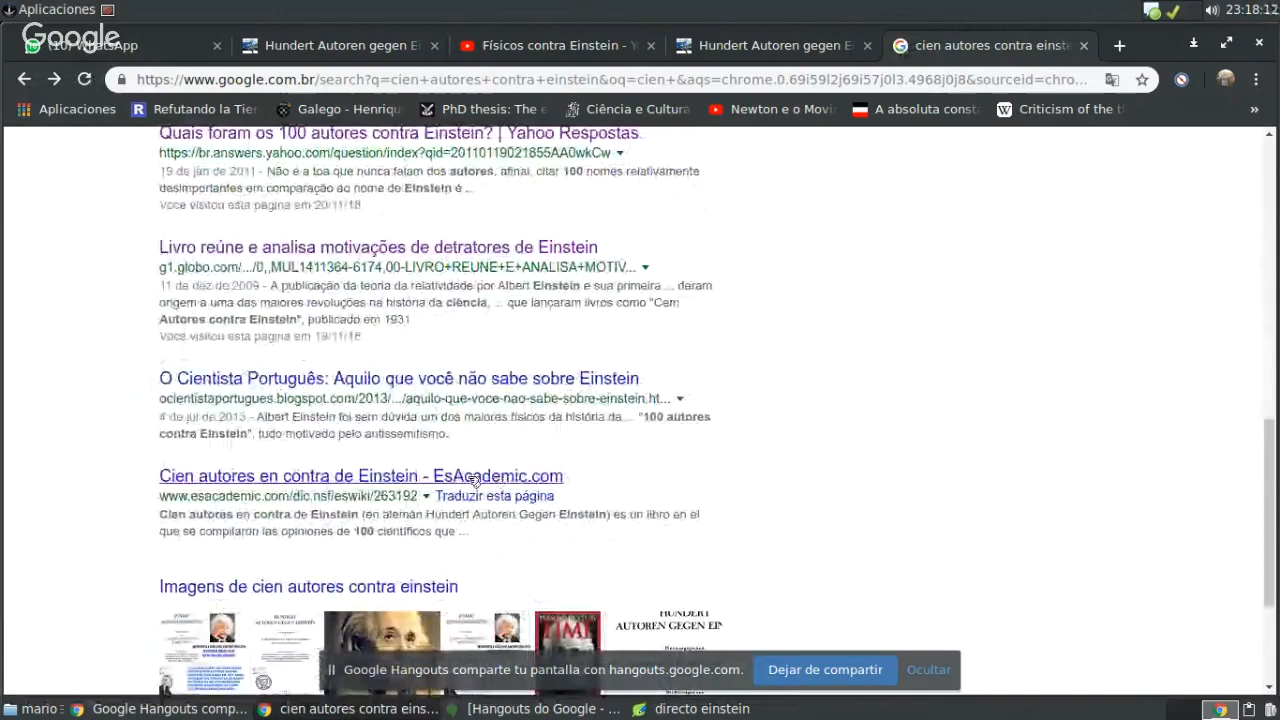 Aplicaciones
23:18:12
Google
(10) WhatsApp
Hundert Autoren gegen Ei
Físicos contra Einstein - Y
Hundert Autoren gegen E
cien autores contra einste
https://www.google.com.br/search?q=cien+autores+contra+einstein&oq=cien+&aqs=chrome.0.69i59l2j69i57j0l3.4968j0j8&sourceid=chro...
Aplicaciones
Refutando la Tier
Galego - Henriqu
PhD thesis: The e
Ciência e Cultura
Newton e o Movi
A absoluta const
Criticism of the t
»
Quais foram os 100 autores contra Einstein? | Yahoo Respostas
https://br.answers.yahoo.com/question/index?qid=20110119021855AA0wkCw
19 de jan de 2011 - Não é a toa que nunca falam dos autores, afinal, citar 100 nomes relativamente
desimportantes em comparação ao nome de Einstein é ...
Você visitou esta página em 20/11/18.
Livro reúne e analisa motivações de detratores de Einstein
g1.globo.com/.../0,,MUL1411364-6174,00-LIVRO+REUNE+E+ANALISA+MOTIV...
11 de dez de 2009 - A publicação da teoria da relatividade por Albert Einstein e sua primeira ... deram
origem a uma das maiores revoluções na história da ciência, ... que lançaram livros como "Cem
Autores contra Einstein", publicado em 1931
Você visitou esta página em 19/11/18.
O Cientista Português: Aquilo que você não sabe sobre Einstein
ocientistaportugues.blogspot.com/2013/.../aquilo-que-voce-nao-sabe-sobre-einstein.ht...
4 de jul de 2013 - Albert Einstein foi sem dúvida um dos maiores físicos da história da... "100 autores
contra Einstein", tudo motivado pelo antissemitismo.
Cien autores en contra de Einstein - EsAcademic.com
www.esacademic.com/dic.nsf/eswiki/263192 Traduzir esta página
Cien autores en contra de Einstein (en alemán Hundert Autoren Gegen Einstein) es un libro en el
que se compilaron las opiniones de 100 científicos que ...
Imagens de cien autores contra einstein
HUNDERT
AUTOREN GEGEN EIN
Google Hangouts comparte tu pantalla con hangouts.google.com.
Dejar de compartir
mario
Google Hangouts comp...
cien autores contra eins...
[Hangouts do Google - ...
directo einstein